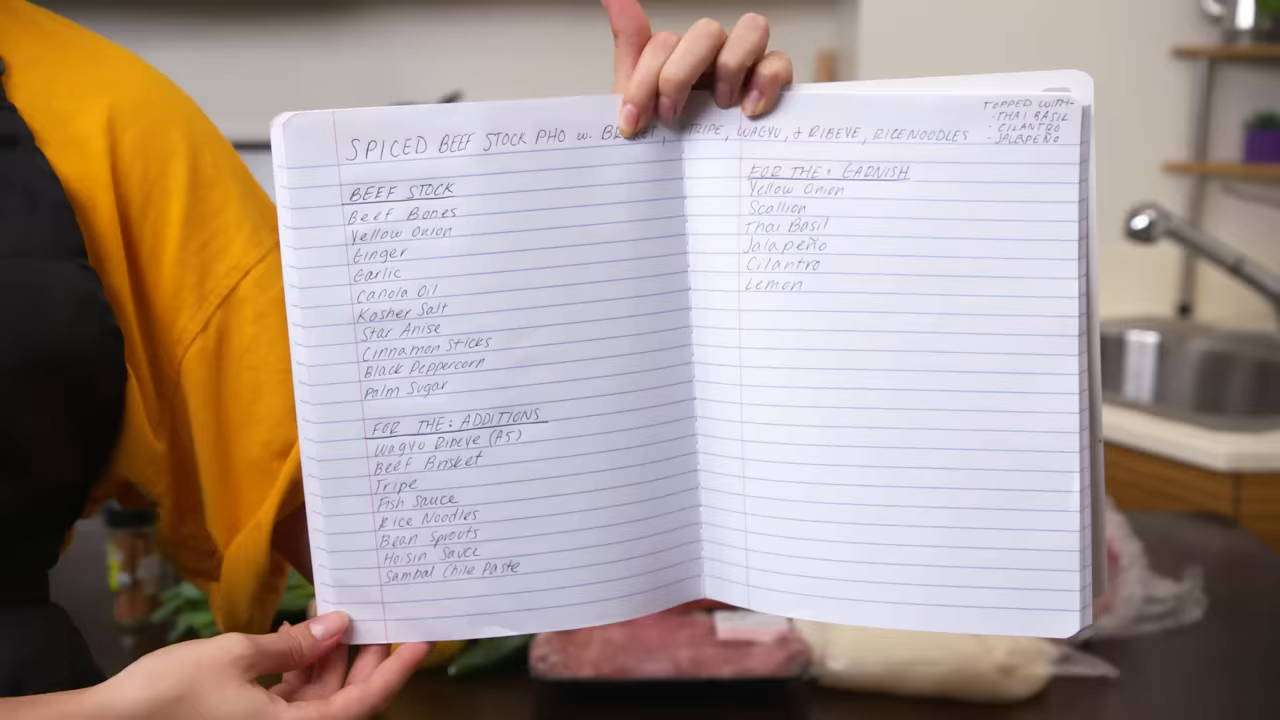 SPICED BEEF STOCK PHO w. BRISKET, TRIPE, WAGYU, & RIBEYE, RICE NOODLES
TOPPED WITH-
-THAI BASIL
-CILANTRO
-JALAPEÑO
BEEF STOCK
Beef Bones
Yellow Onion
Ginger
Garlic
Canola Oil
Kosher Salt
Star Anise
Cinnamon Sticks
Black Peppercorn
Palm Sugar
FOR THE: ADDITIONS
Wagyu Ribeye (A5)
Beef Brisket
Tripe
Fish Sauce
Rice Noodles
Bean Sprouts
Hoisin Sauce
Sambal Chile Paste
FOR THE: GARNISH
Yellow Onion
Scallion
Thai Basil
Jalapeño
Cilantro
Lemon